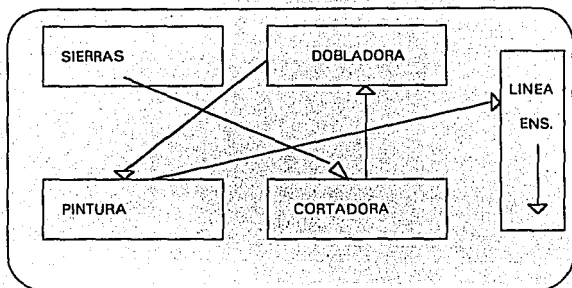 SIERRAS
DOBLADORA
LINEA
ENS.
PINTURA
CORTADORA